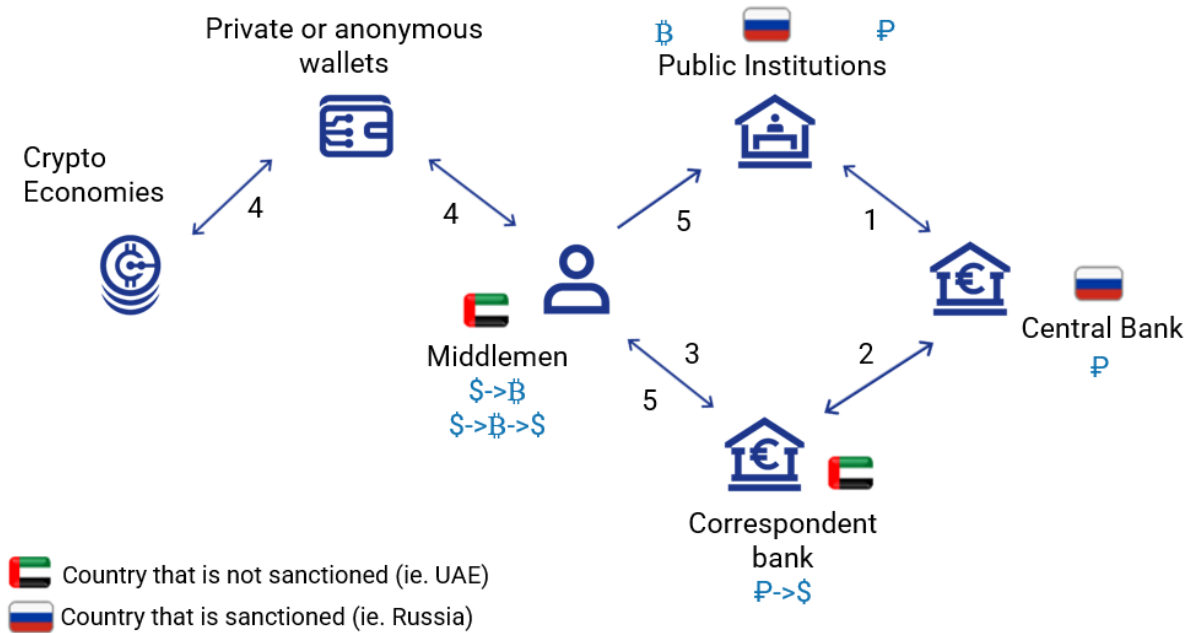 Private or anonymous
wallets
₿ ₽
Public Institutions
Crypto
Economies
4
4
5
1
Middlemen
$->₿
$->₿->$
3
5
2
Central Bank
₽
Correspondent
bank
₽->$
Country that is not sanctioned (ie. UAE)
Country that is sanctioned (ie. Russia)